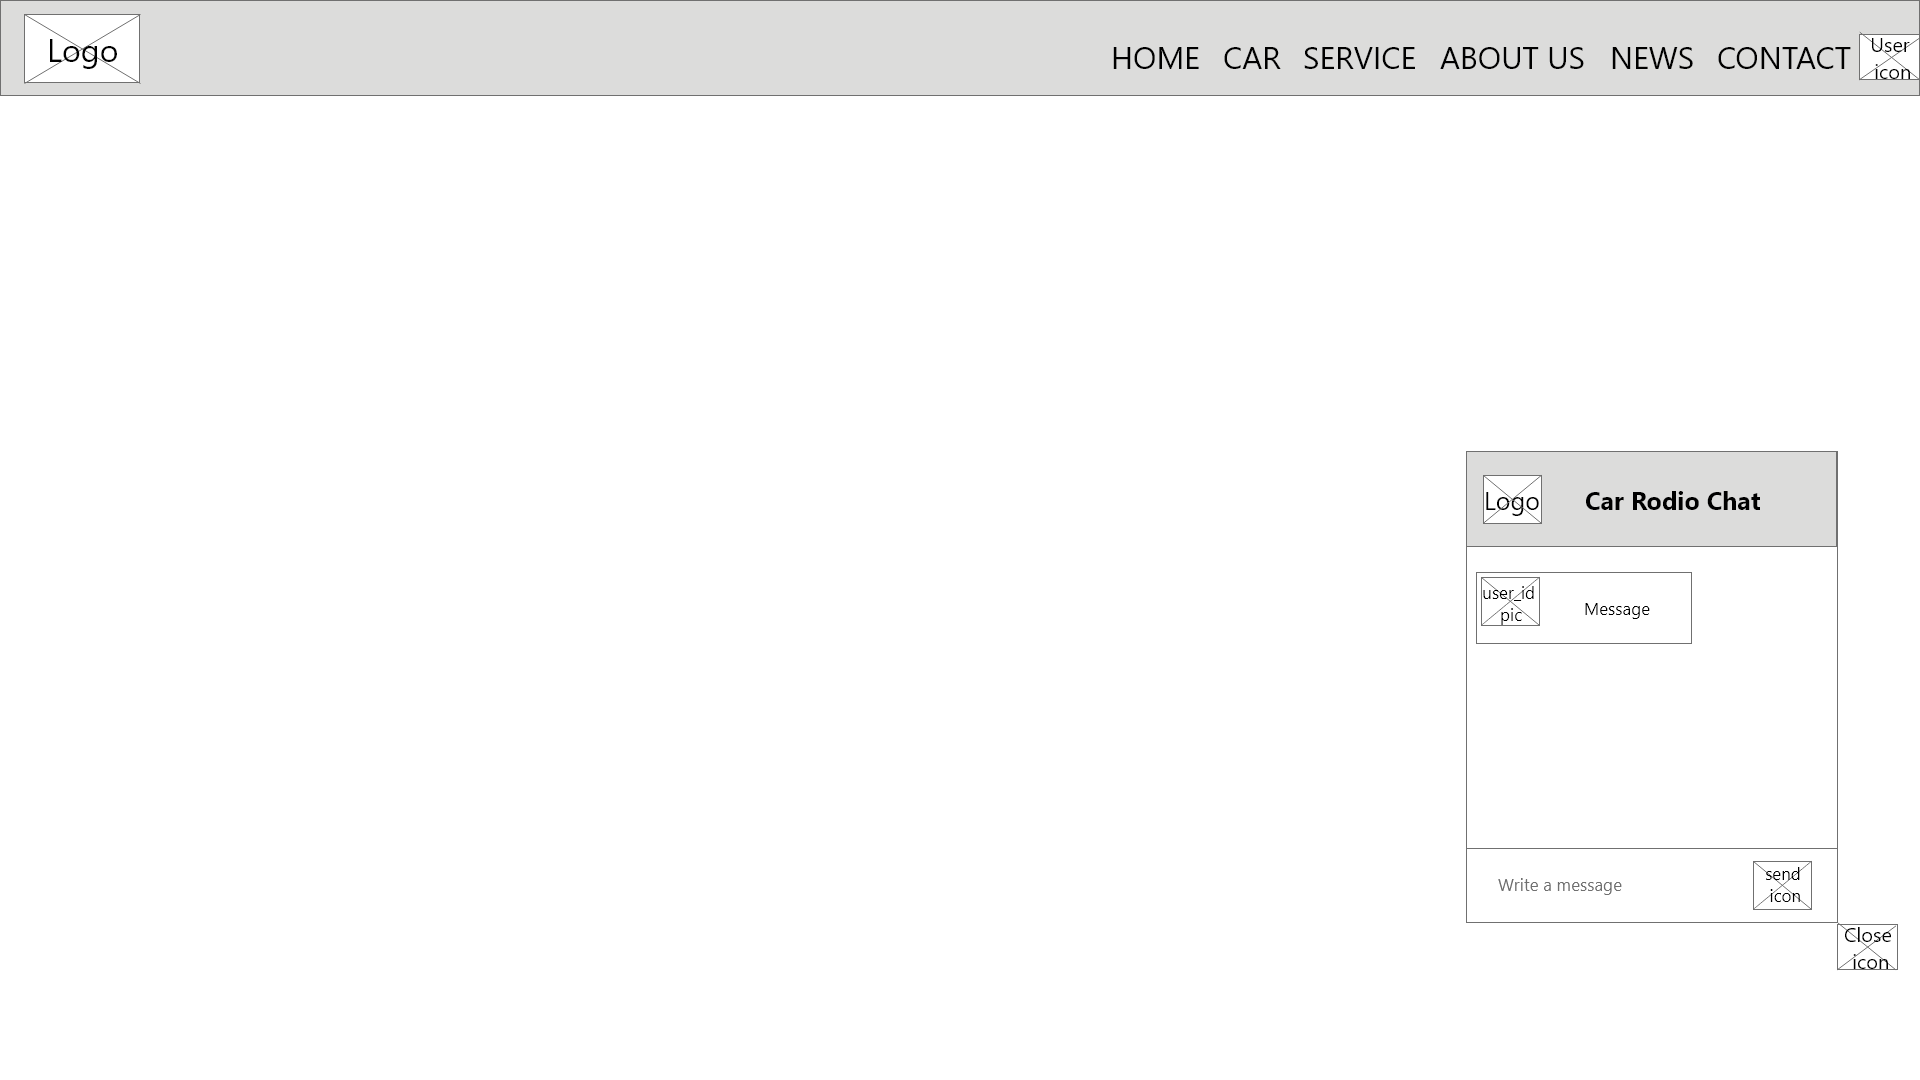 Logo
HOME CAR SERVICE ABOUT US NEWS CONTACT
User
icon
Logo
Car Rodio Chat
user_id
pic
Message
Write a message
send
icon
Close
icon